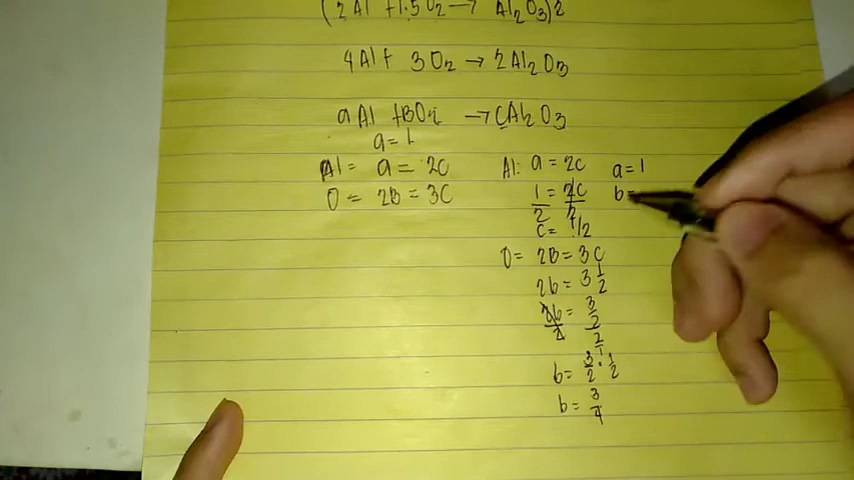 (2Al + 1.5O2 → Al2O3)2
4Al + 3O2 → 2Al2O3
aAl + BO2 → CAl2O3
a = 1
Al = a = 2C
O = 2B = 3C
Al: a = 2C
1/2 = 2C/2
C = 1/2
O = 2B = 3C
2b = 3 1/2
2b/2 = 3/2/2/1
b = 3/2 · 1/2
b = 3/4
a = 1
b =